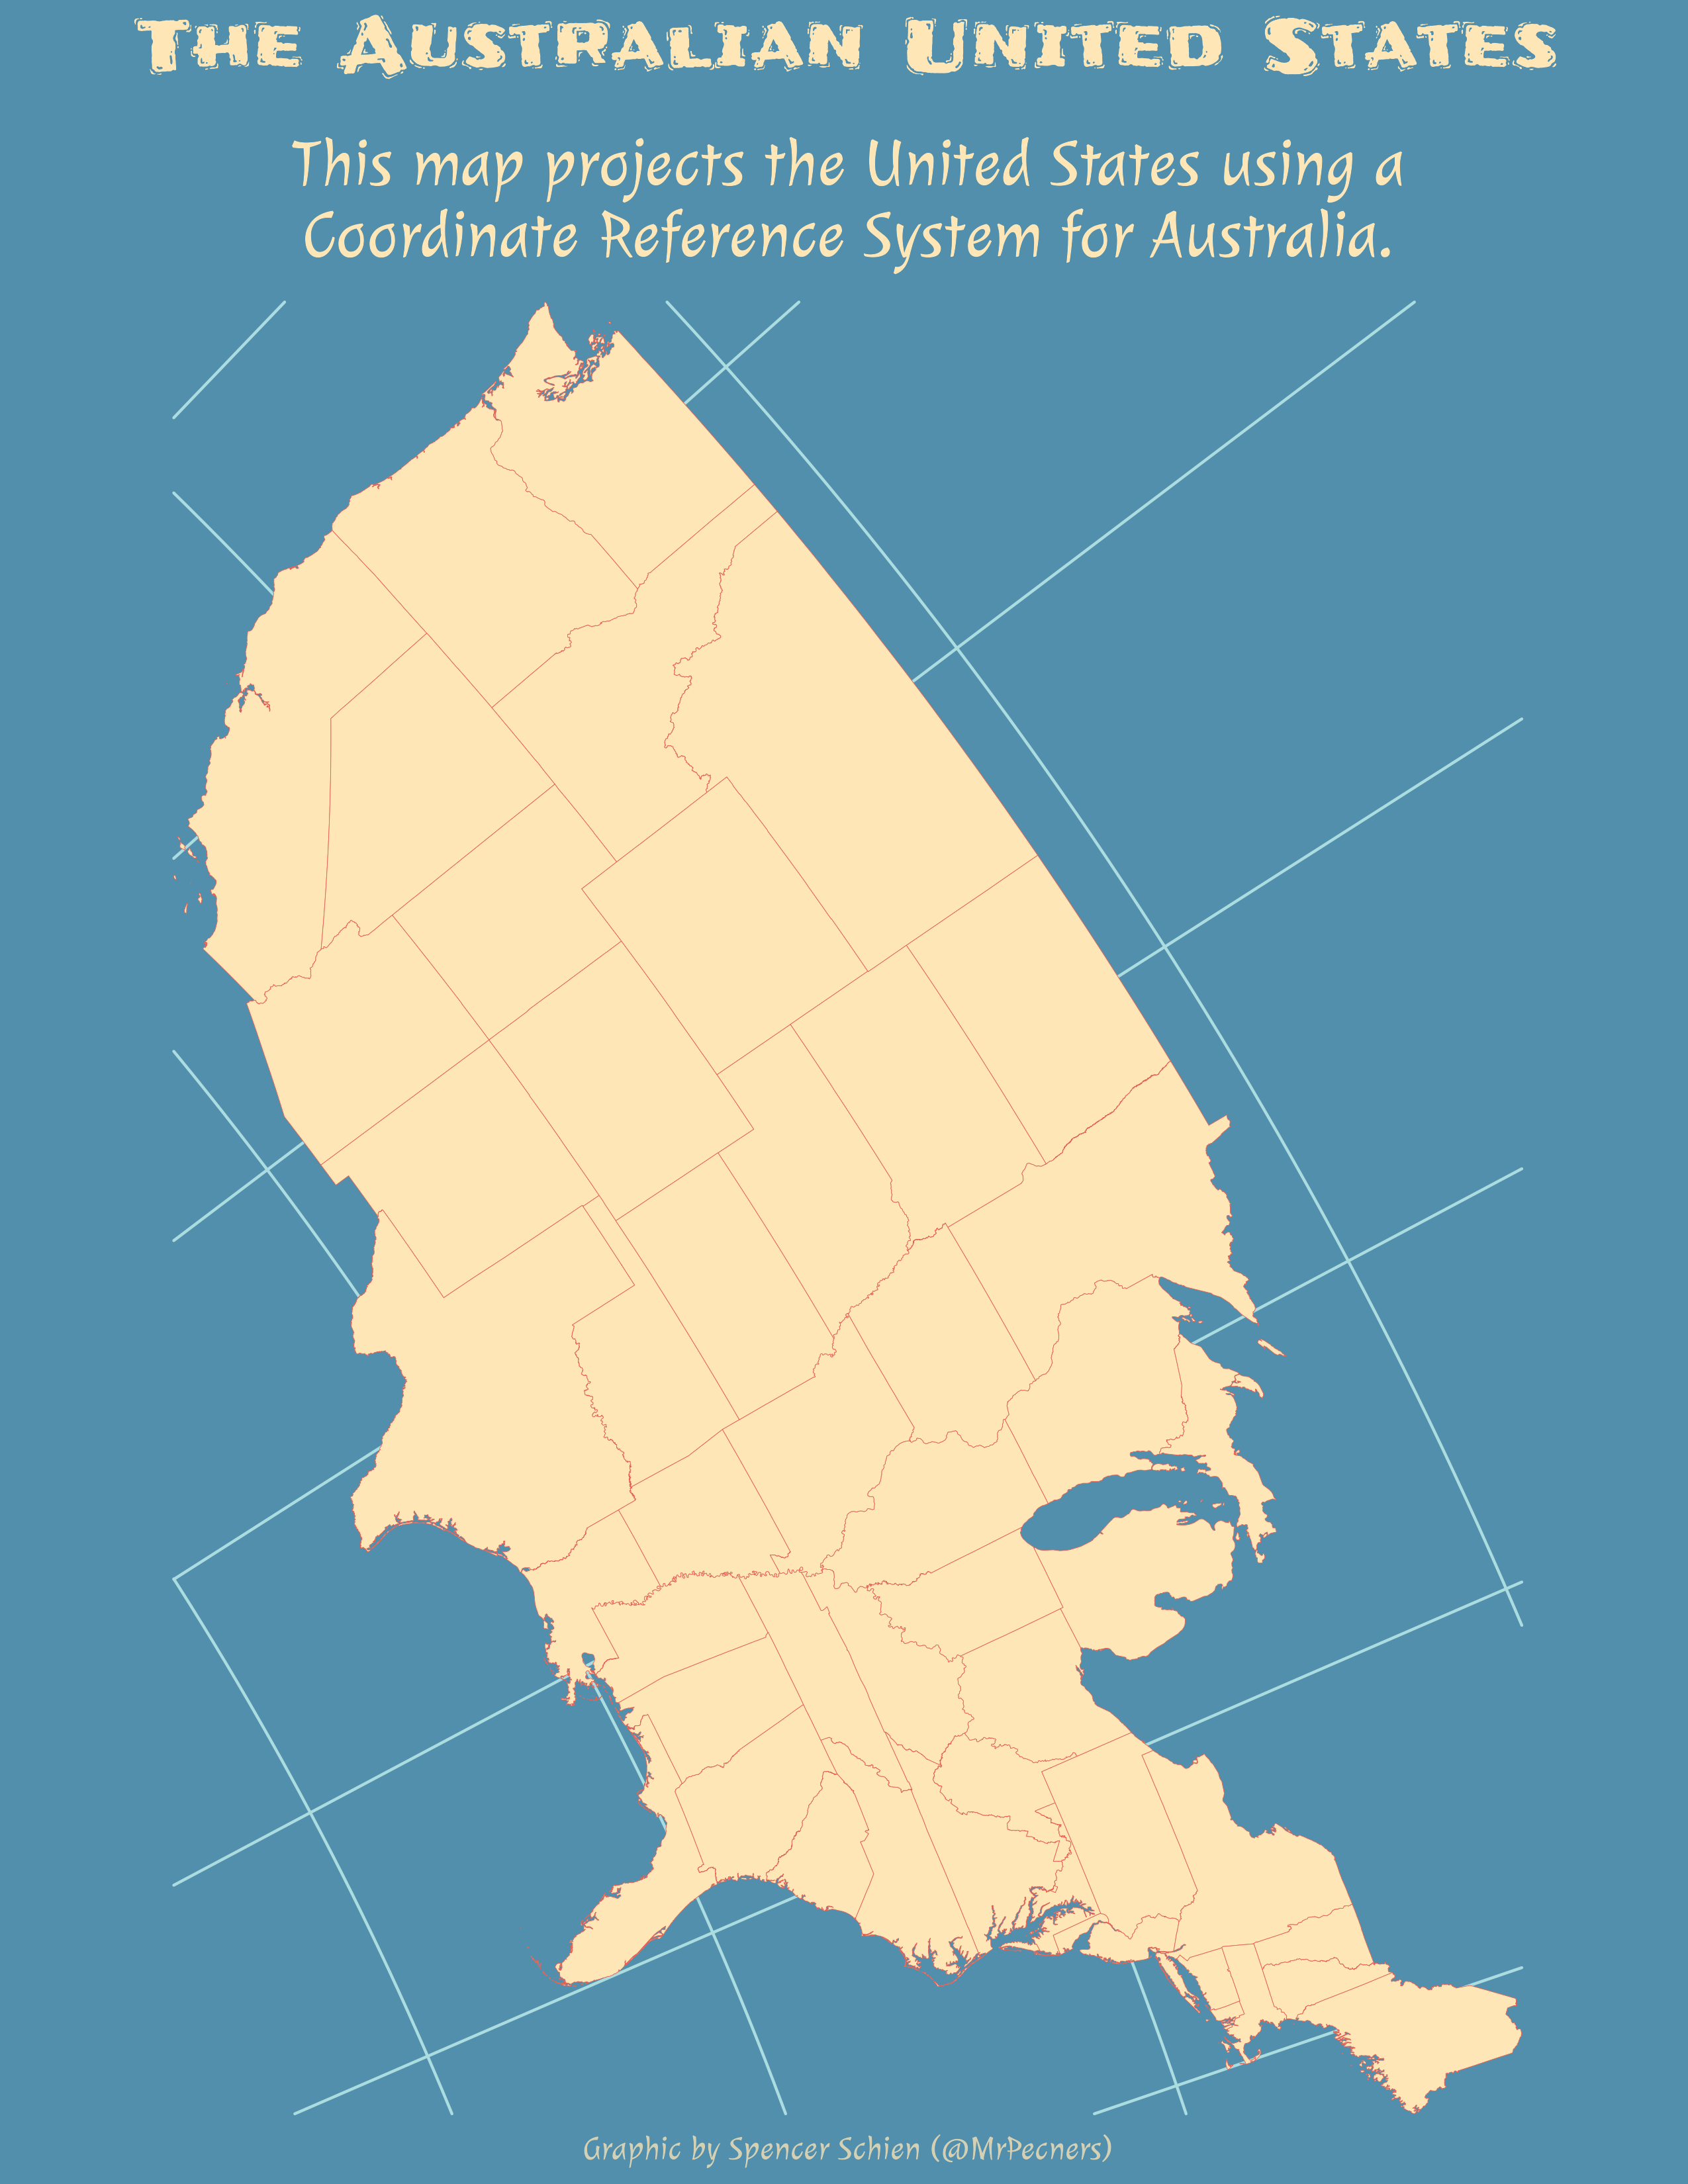 The Australian United States
This map projects the United States using a
Coordinate Reference System for Australia.
Graphic by Spencer Schien (@MrPecners)